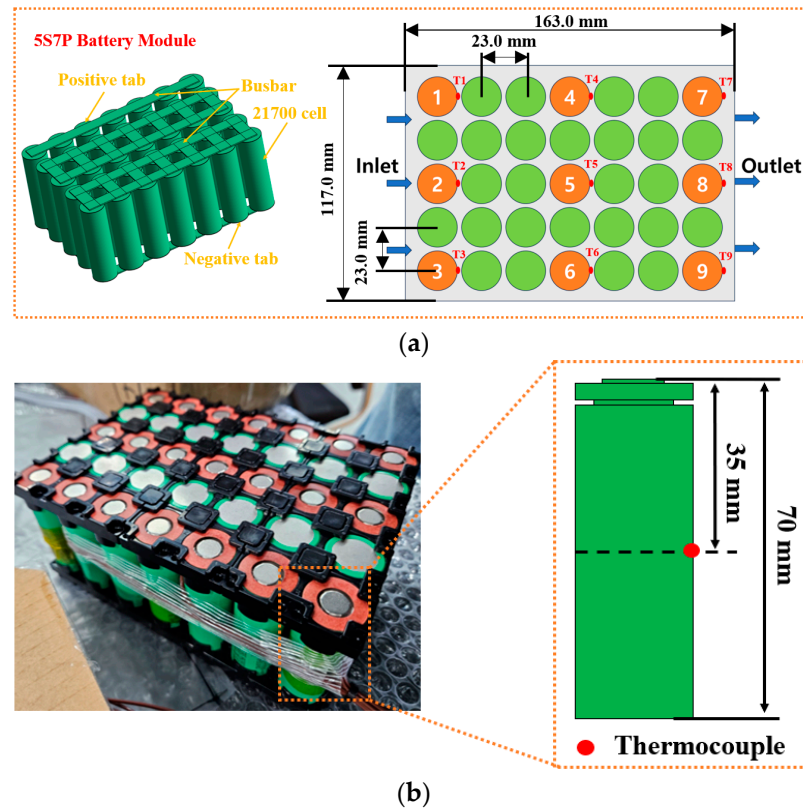 (a)
5S7P Battery Module
Positive tab
Busbar
21700 cell
Negative tab
163.0 mm
23.0 mm
117.0 mm
23.0 mm
Inlet
Outlet
1 T1 4 T4 7 T7
2 T2 5 T5 8 T8
3 T3 6 T6 9 T9
(a)
(b)
35 mm
70 mm
Thermocouple
(b)